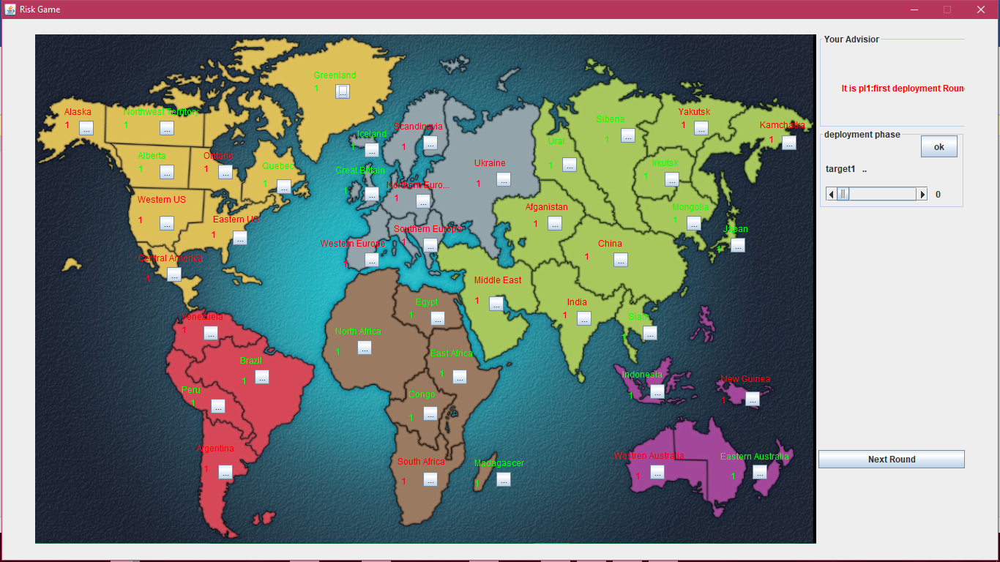 Risk Game
Your Advisior
It is pl1:first deployment Roun
deployment phase
ok
target1 ..
0
Next Round
Greenland
1
...
Alaska
1
...
Northwest Territory
1
...
Iceland
1
...
Scandinavia
1
...
Siberia
1
...
Yakutsk
1
...
Kamchatka
1
...
Ural
1
...
Alberta
1
...
Ontario
1
...
Quebec
1
...
Great Britain
1
...
Ukraine
1
...
Irkutsk
1
...
Northern Euro...
1
...
Western US
1
...
Eastern US
1
...
Afganistan
1
...
Mongolia
1
...
Japan
1
...
Southern Europe
1
...
Western Europe
1
...
China
1
...
Central America
1
...
Middle East
1
...
India
1
...
Egypt
1
...
Siam
1
...
Venezuela
1
...
North Africa
1
...
East Africa
1
...
Brazil
1
...
Peru
1
...
Congo
1
...
Indonesia
1
...
New Guinea
1
...
Argentina
1
...
South Africa
1
...
Madagascer
1
...
Westren Australia
1
...
Eastern Australia
1
...